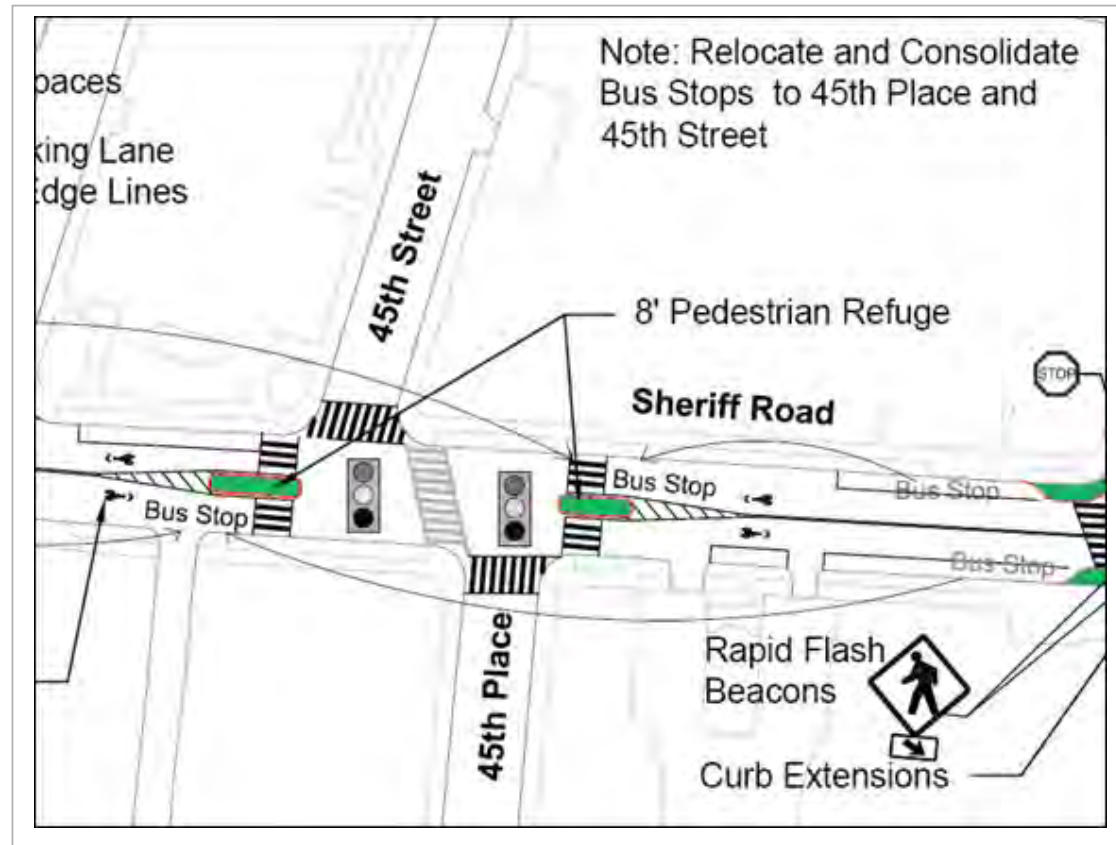 paces
king Lane
Edge Lines
Note: Relocate and Consolidate
Bus Stops to 45th Place and
45th Street
45th Street
8' Pedestrian Refuge
STOP
Sheriff Road
Bus Stop
Bus Stop
Bus Stop
Bus Stop
45th Place
Rapid Flash
Beacons
Curb Extensions